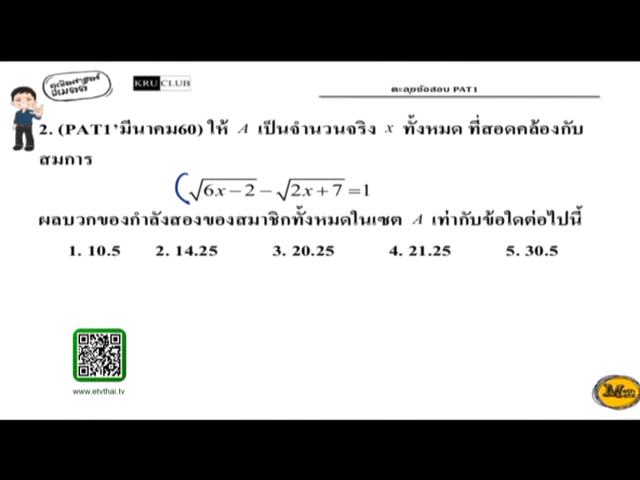 คณิตศาสตร์
KRU CLUB
ตะลุยข้อสอบ PAT1
2. (PAT1'มีนาคม60) ให้ A เป็นจำนวนจริง x ทั้งหมด ที่สอดคล้องกับ
สมการ
(√6x−2 − √2x+7 = 1
ผลบวกของกำลังสองของสมาชิกทั้งหมดในเซต A เท่ากับข้อใดต่อไปนี้
1. 10.5 2. 14.25 3. 20.25 4. 21.25 5. 30.5
www.etvthai.tv